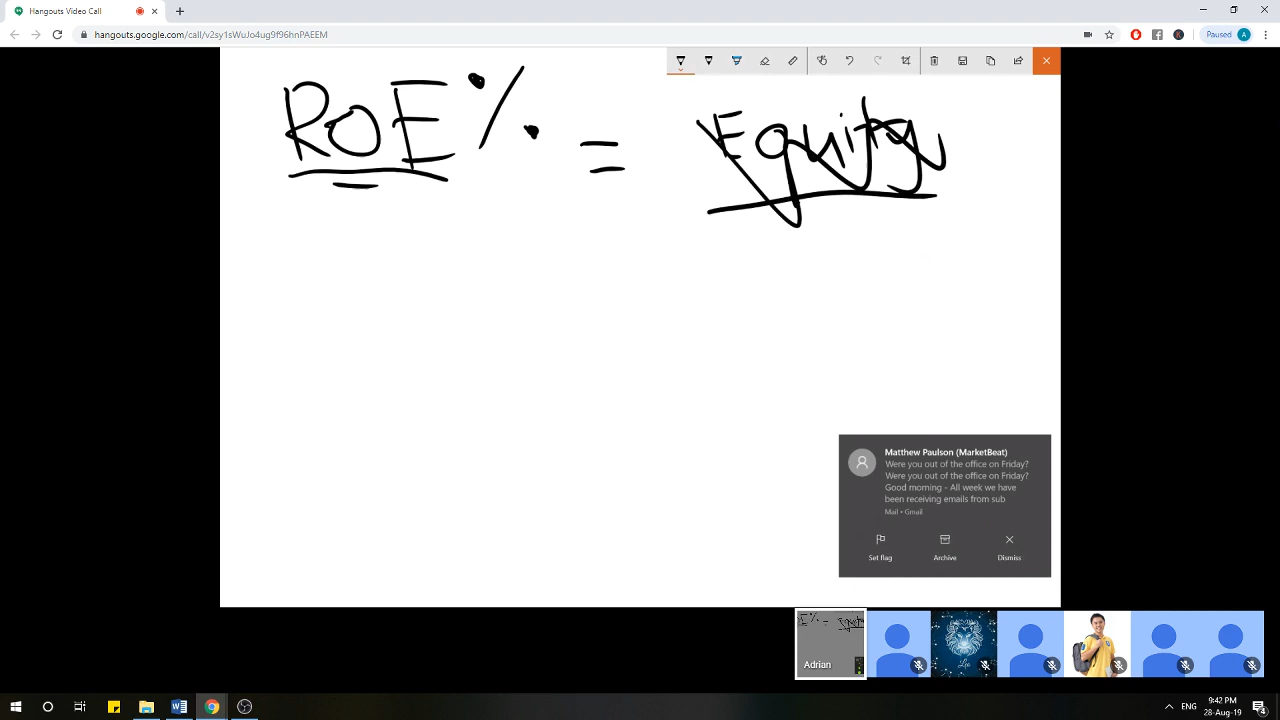 Hangouts Video Call
hangouts.google.com/call/v2sy1sWuJo4ug9f96hnPAEEM
Paused
A
ROE % = Equity
Matthew Paulson (MarketBeat)
Were you out of the office on Friday?
Were you out of the office on Friday?
Good morning - All week we have
been receiving emails from sub
Mail • Gmail
Set flag Archive Dismiss
Adrian
ENG
9:42 PM
28-Aug-19